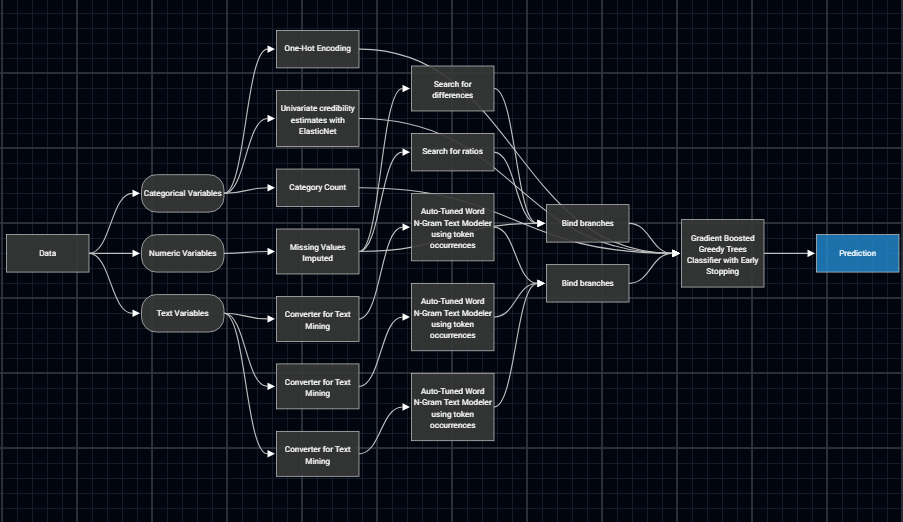 Data
Categorical Variables
Numeric Variables
Text Variables
One-Hot Encoding
Univariate credibility
estimates with
ElasticNet
Category Count
Missing Values
Imputed
Converter for Text
Mining
Converter for Text
Mining
Converter for Text
Mining
Search for
differences
Search for ratios
Auto-Tuned Word
N-Gram Text Modeler
using token
occurrences
Auto-Tuned Word
N-Gram Text Modeler
using token
occurrences
Auto-Tuned Word
N-Gram Text Modeler
using token
occurrences
Bind branches
Bind branches
Gradient Boosted
Greedy Trees
Classifier with Early
Stopping
Prediction